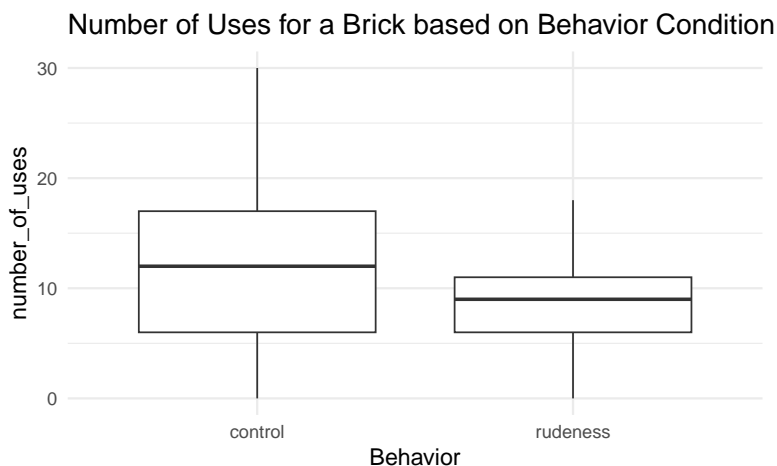 Number of Uses for a Brick based on Behavior Condition
number_of_uses
30
20
10
0
control
rudeness
Behavior